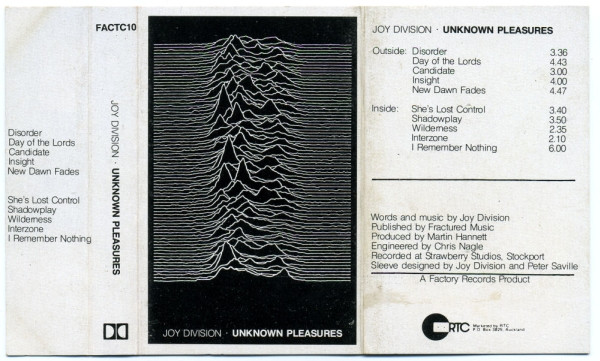 Disorder
Day of the Lords
Candidate
Insight
New Dawn Fades
She's Lost Control
Shadowplay
Wilderness
Interzone
I Remember Nothing
FACTC10
JOY DIVISION · UNKNOWN PLEASURES
JOY DIVISION · UNKNOWN PLEASURES
JOY DIVISION · UNKNOWN PLEASURES
Outside: Disorder 3.36
Day of the Lords 4.43
Candidate 3.00
Insight 4.00
New Dawn Fades 4.47
Inside: She's Lost Control 3.40
Shadowplay 3.50
Wilderness 2.35
Interzone 2.10
I Remember Nothing 6.00
Words and music by Joy Division
Published by Fractured Music
Produced by Martin Hannett
Engineered by Chris Nagle
Recorded at Strawberry Studios, Stockport
Sleeve designed by Joy Division and Peter Saville
A Factory Records Product
RTC
Marketed by RTC
P.O. Box 3825 Auckland